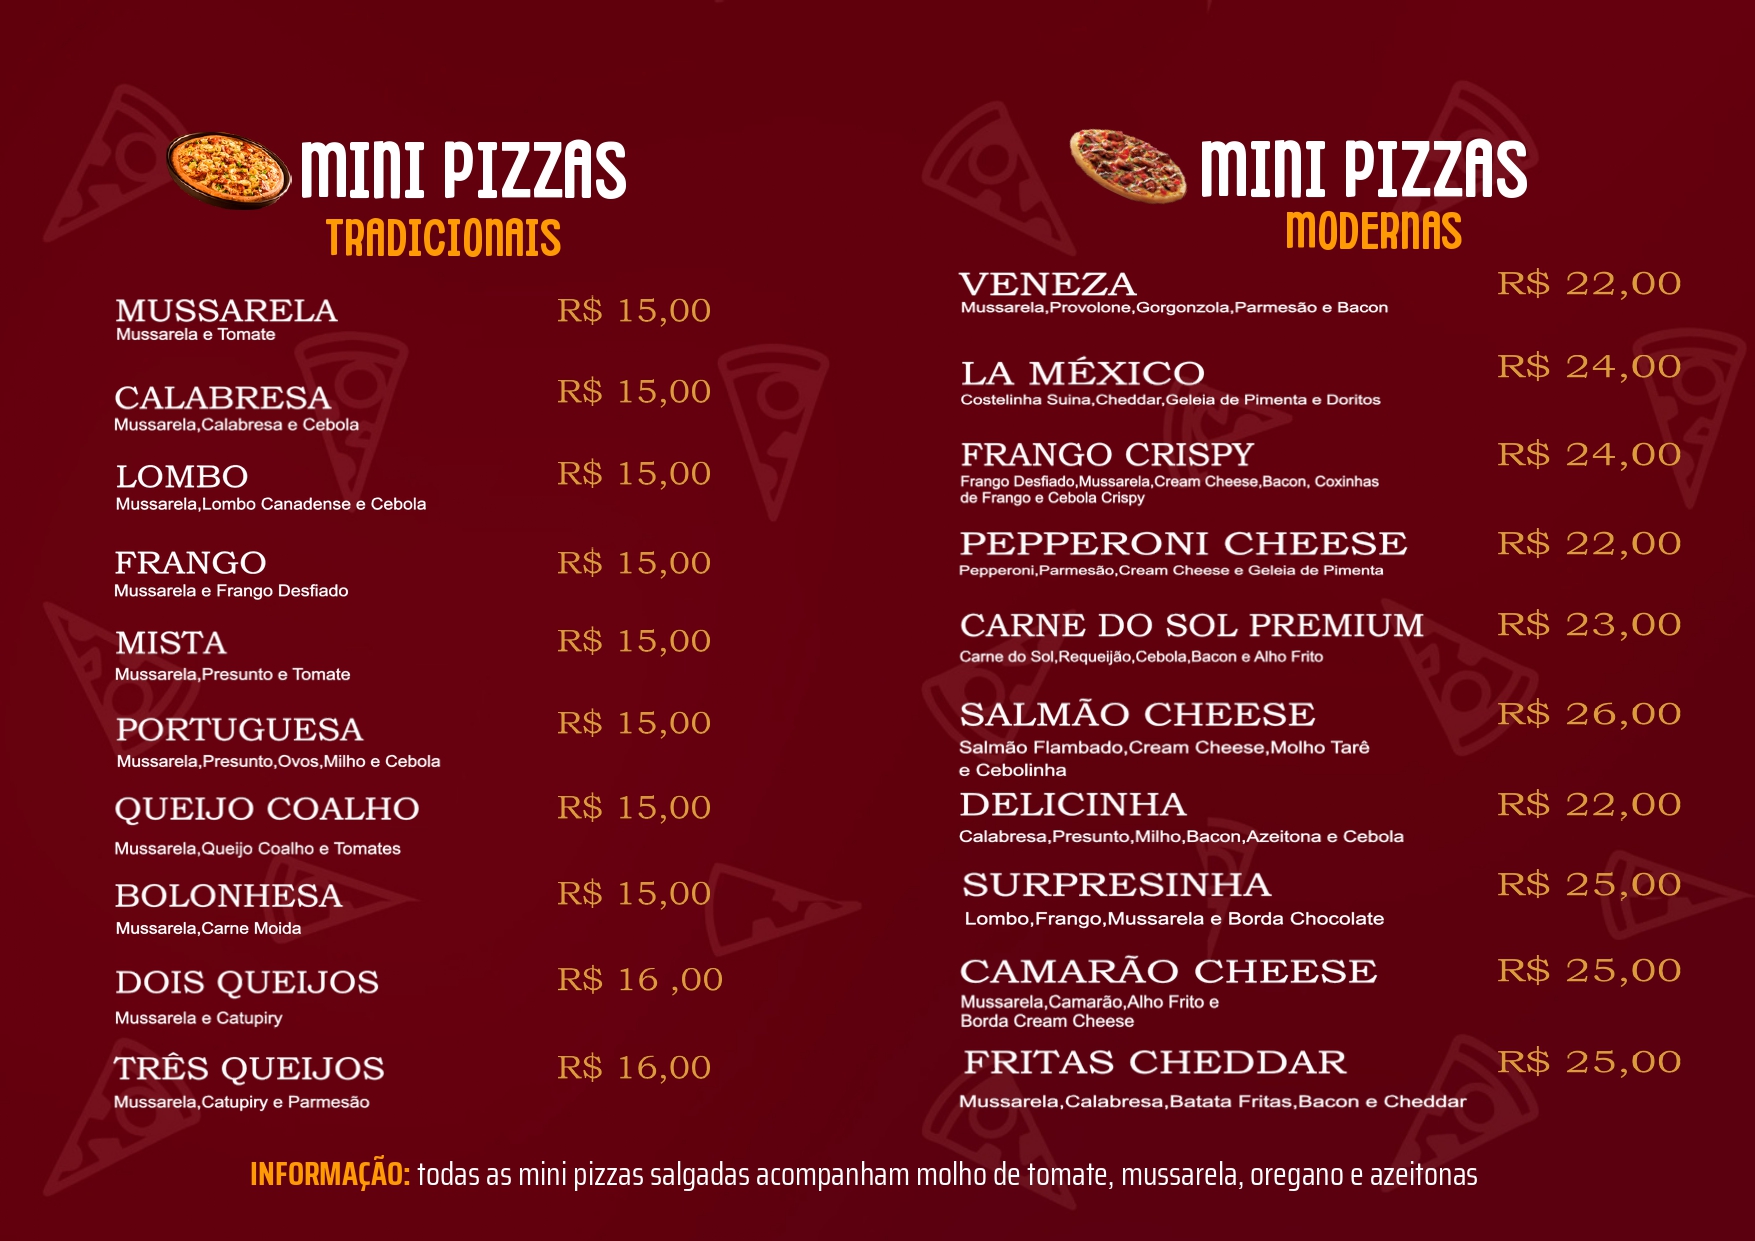 MINI PIZZAS
TRADICIONAIS
MUSSARELA R$ 15,00
Mussarela e Tomate
CALABRESA R$ 15,00
Mussarela,Calabresa e Cebola
LOMBO R$ 15,00
Mussarela,Lombo Canadense e Cebola
FRANGO R$ 15,00
Mussarela e Frango Desfiado
MISTA R$ 15,00
Mussarela,Presunto e Tomate
PORTUGUESA R$ 15,00
Mussarela,Presunto,Ovos,Milho e Cebola
QUEIJO COALHO R$ 15,00
Mussarela,Queijo Coalho e Tomates
BOLONHESA R$ 15,00
Mussarela,Carne Moida
DOIS QUEIJOS R$ 16 ,00
Mussarela e Catupiry
TRÊS QUEIJOS R$ 16,00
Mussarela,Catupiry e Parmesão
MINI PIZZAS
MODERNAS
VENEZA R$ 22,00
Mussarela,Provolone,Gorgonzola,Parmesão e Bacon
LA MÉXICO R$ 24,00
Costelinha Suina,Cheddar,Geleia de Pimenta e Doritos
FRANGO CRISPY R$ 24,00
Frango Desfiado,Mussarela,Cream Cheese,Bacon, Coxinhas
de Frango e Cebola Crispy
PEPPERONI CHEESE R$ 22,00
Pepperoni,Parmesão,Cream Cheese e Geleia de Pimenta
CARNE DO SOL PREMIUM R$ 23,00
Carne do Sol,Requeijão,Cebola,Bacon e Alho Frito
SALMÃO CHEESE R$ 26,00
Salmão Flambado,Cream Cheese,Molho Tarê
e Cebolinha
DELICINHA R$ 22,00
Calabresa,Presunto,Milho,Bacon,Azeitona e Cebola
SURPRESINHA R$ 25,00
Lombo,Frango,Mussarela e Borda Chocolate
CAMARÃO CHEESE R$ 25,00
Mussarela,Camarão,Alho Frito e
Borda Cream Cheese
FRITAS CHEDDAR R$ 25,00
Mussarela,Calabresa,Batata Fritas,Bacon e Cheddar
INFORMAÇÃO: todas as mini pizzas salgadas acompanham molho de tomate, mussarela, oregano e azeitonas